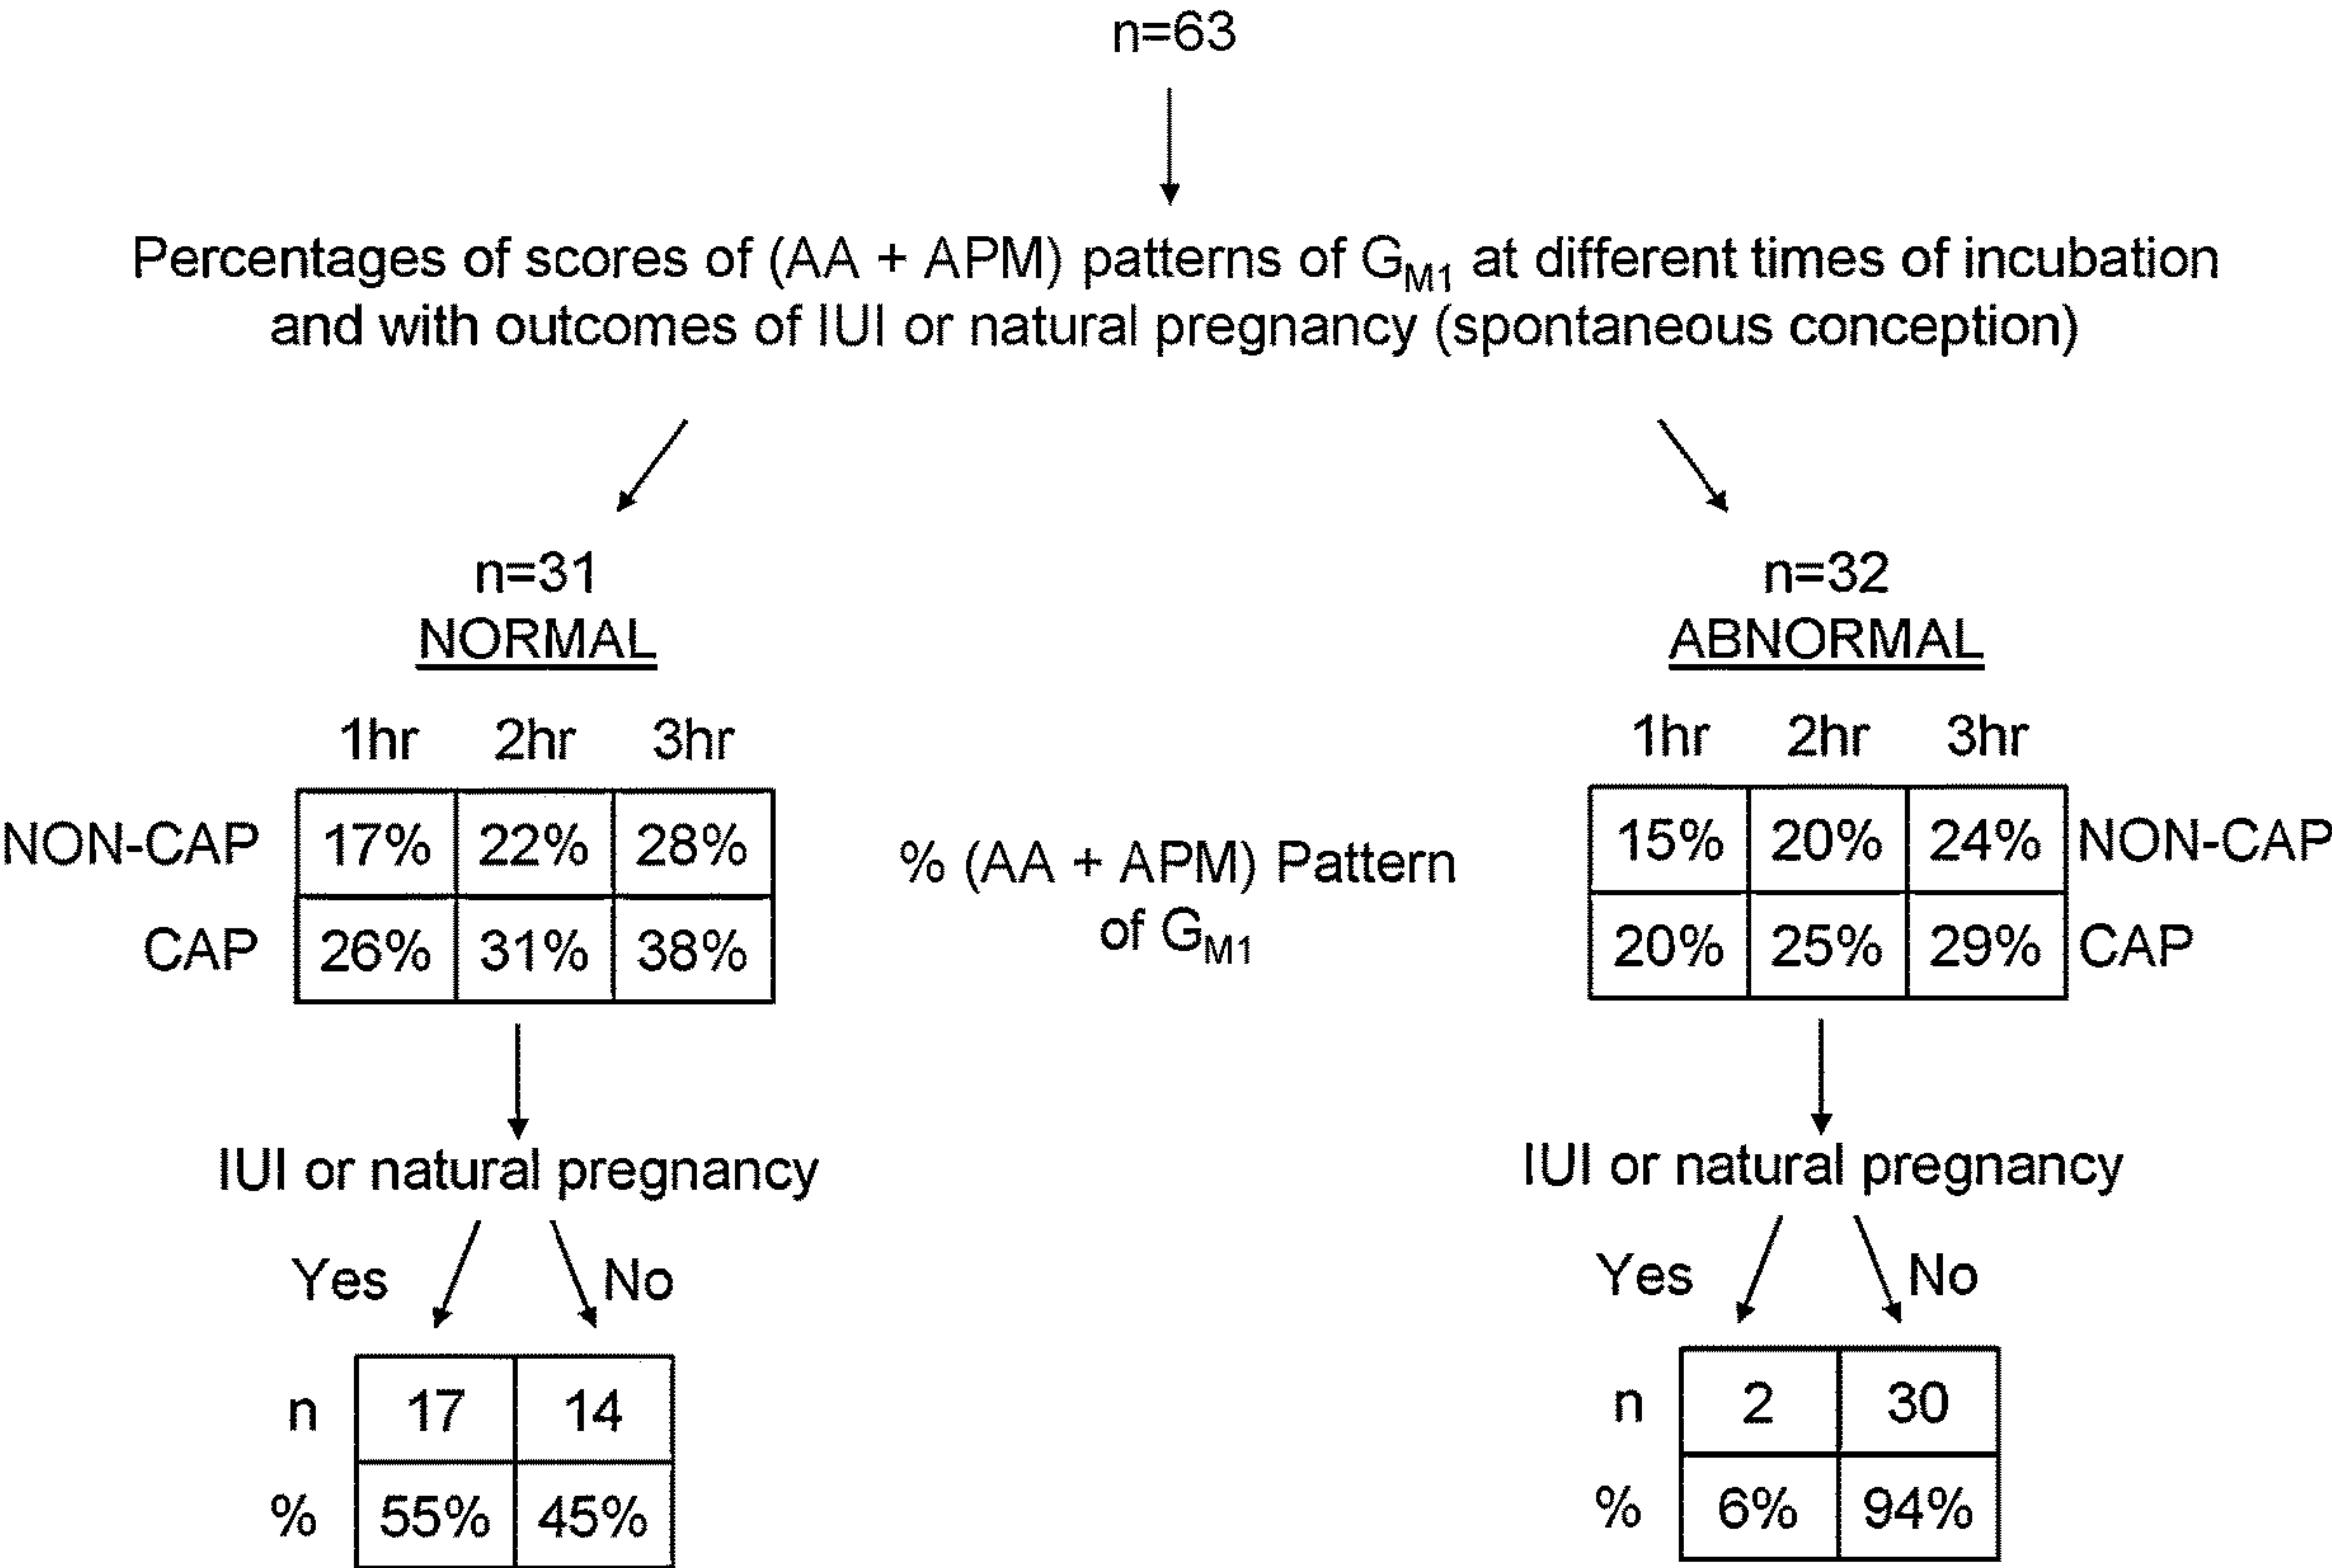 n=63
Percentages of scores of (AA + APM) patterns of GM1 at different times of incubation
and with outcomes of IUI or natural pregnancy (spontaneous conception)
n=31
NORMAL
1hr 2hr 3hr
NON-CAP 17% 22% 28%
CAP 26% 31% 38%
% (AA + APM) Pattern
of GM1
n=32
ABNORMAL
1hr 2hr 3hr
15% 20% 24% NON-CAP
20% 25% 29% CAP
IUI or natural pregnancy
Yes No
n 17 14
% 55% 45%
IUI or natural pregnancy
Yes No
n 2 30
% 6% 94%